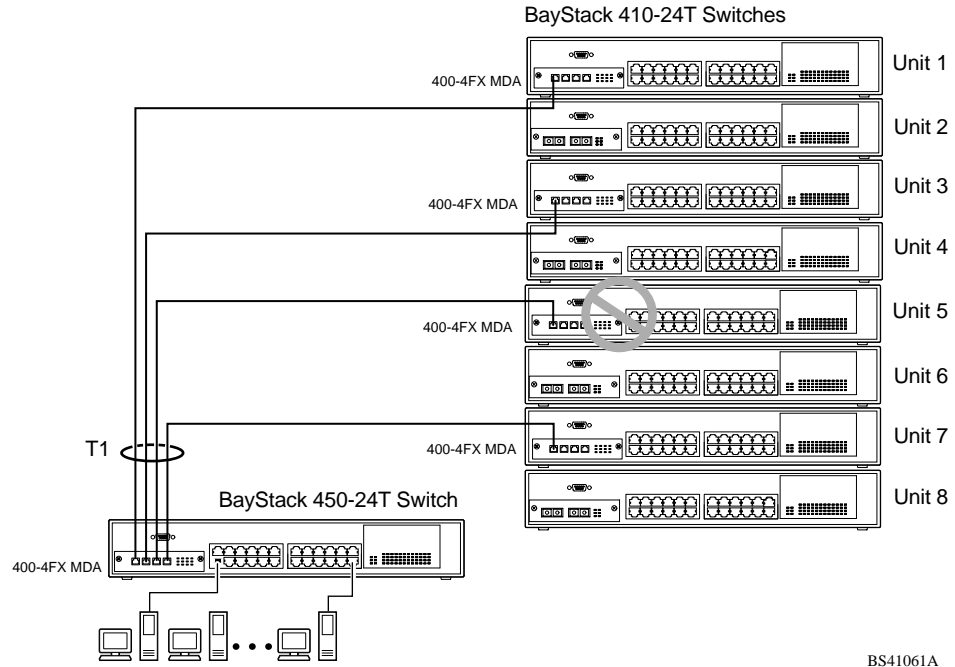 BayStack 410-24T Switches
Unit 1
400-4FX MDA
Unit 2
Unit 3
400-4FX MDA
Unit 4
Unit 5
400-4FX MDA
Unit 6
Unit 7
T1
400-4FX MDA
BayStack 450-24T Switch
Unit 8
400-4FX MDA
BS41061A